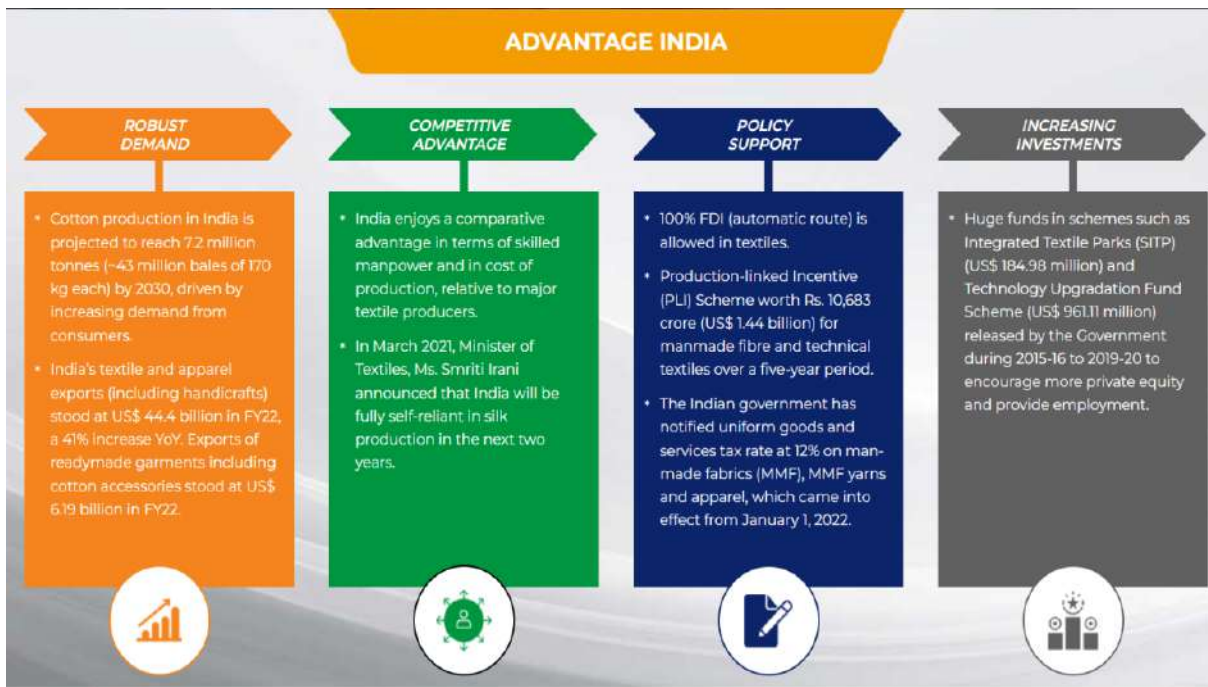 ADVANTAGE INDIA
ROBUST
DEMAND
• Cotton production in India is
projected to reach 7.2 million
tonnes (~43 million bales of 170
kg each) by 2030, driven by
increasing demand from
consumers.
• India's textile and apparel
exports (including handicrafts)
stood at US$ 44.4 billion in FY22,
a 41% increase YoY. Exports of
readymade garments including
cotton accessories stood at US$
6.19 billion in FY22.
COMPETITIVE
ADVANTAGE
• India enjoys a comparative
advantage in terms of skilled
manpower and in cost of
production, relative to major
textile producers.
• In March 2021, Minister of
Textiles, Ms. Smriti Irani
announced that India will be
fully self-reliant in silk
production in the next two
years.
POLICY
SUPPORT
• 100% FDI (automatic route) is
allowed in textiles.
• Production-linked Incentive
(PLI) Scheme worth Rs. 10,683
crore (US$ 1.44 billion) for
manmade fibre and technical
textiles over a five-year period.
• The Indian government has
notified uniform goods and
services tax rate at 12% on man-
made fabrics (MMF), MMF yarns
and apparel, which came into
effect from January 1, 2022.
INCREASING
INVESTMENTS
• Huge funds in schemes such as
Integrated Textile Parks (SITP)
(US$ 184.98 million) and
Technology Upgradation Fund
Scheme (US$ 961.11 million)
released by the Government
during 2015-16 to 2019-20 to
encourage more private equity
and provide employment.